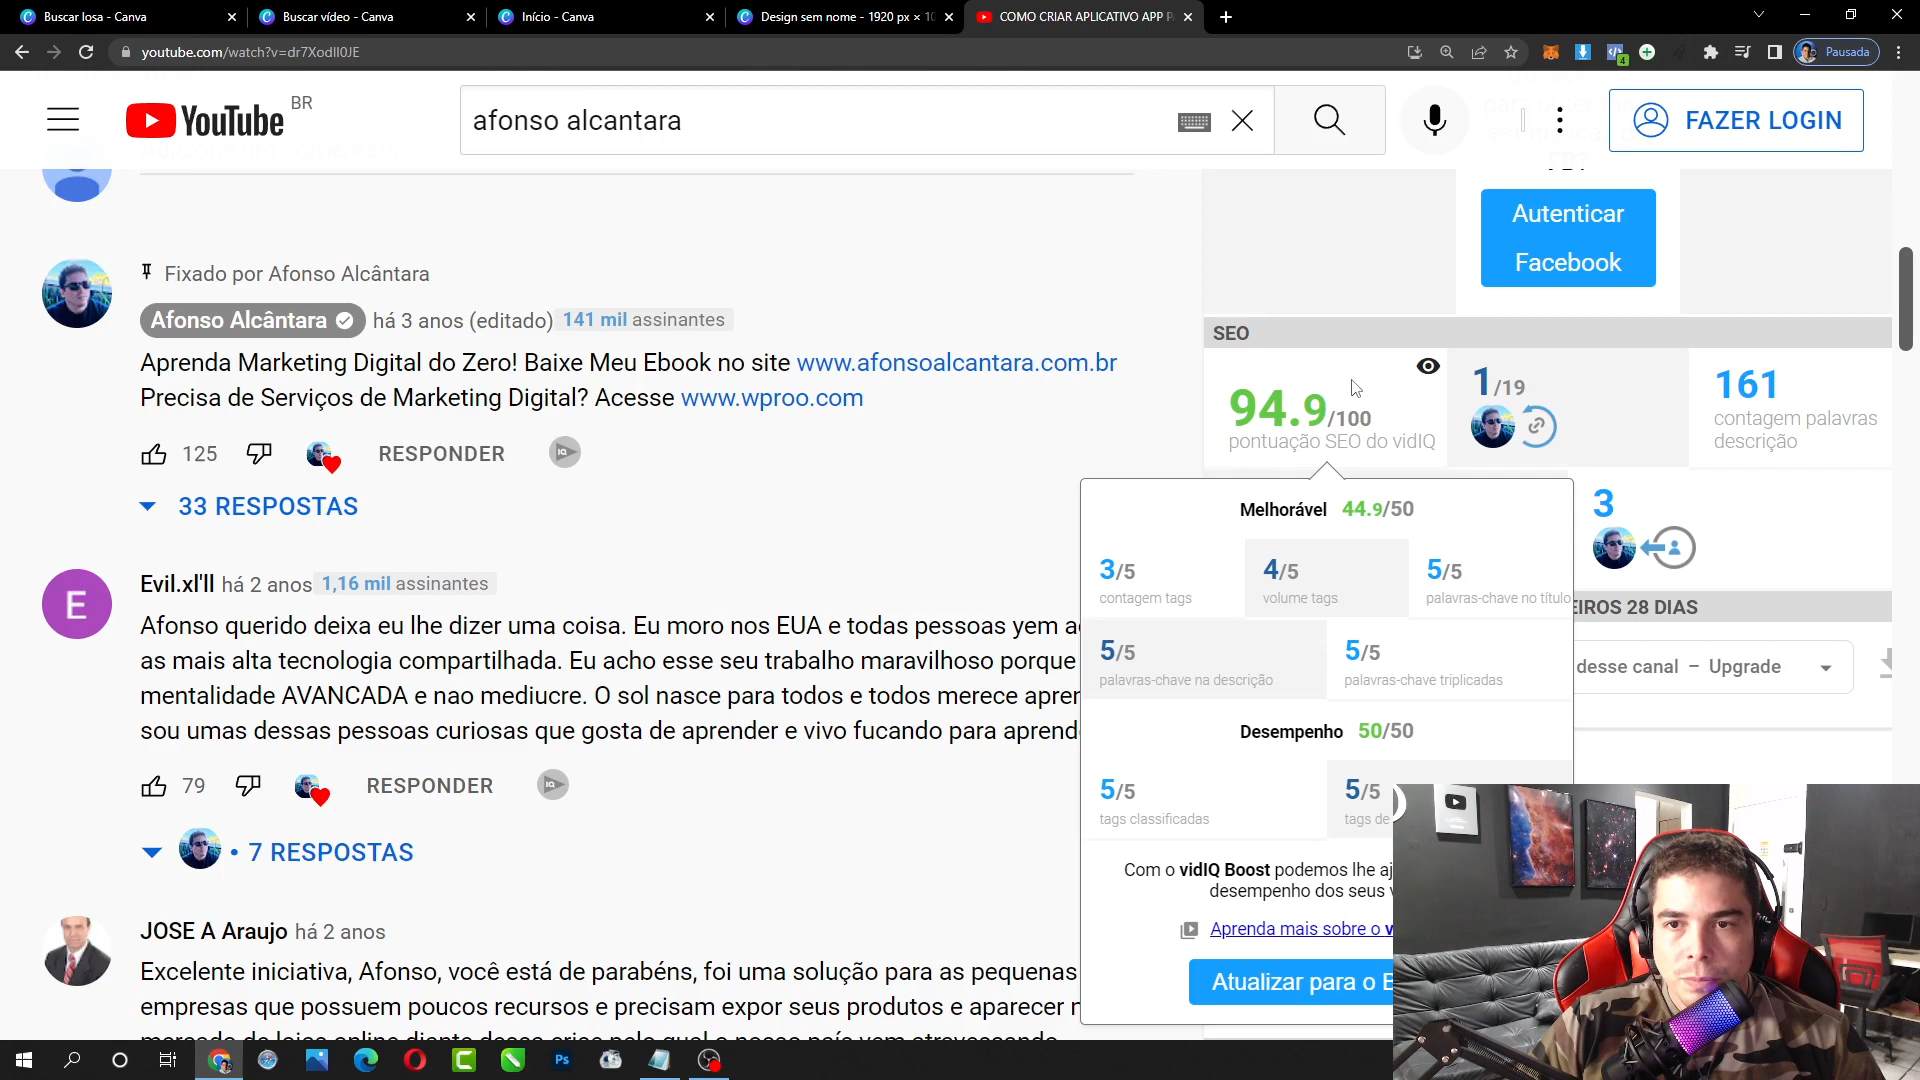 Buscar losa - Canva
Buscar vídeo - Canva
Início - Canva
Design sem nome - 1920 px × 10
COMO CRIAR APLICATIVO APP P
youtube.com/watch?v=dr7XodII0JE
4
Pausada
YouTube
BR
afonso alcantara
FAZER LOGIN
Fixado por Afonso Alcântara
Afonso Alcântara há 3 anos (editado) 141 mil assinantes
Aprenda Marketing Digital do Zero! Baixe Meu Ebook no site www.afonsoalcantara.com.br
Precisa de Serviços de Marketing Digital? Acesse www.wproo.com
125
RESPONDER
IQ
33 RESPOSTAS
E
Evil.xl'll há 2 anos 1,16 mil assinantes
Afonso querido deixa eu lhe dizer uma coisa. Eu moro nos EUA e todas pessoas yem
as mais alta tecnologia compartilhada. Eu acho esse seu trabalho maravilhoso porque
mentalidade AVANCADA e nao mediucre. O sol nasce para todos e todos merece apren
sou umas dessas pessoas curiosas que gosta de aprender e vivo fucando para aprend
79
RESPONDER
IQ
• 7 RESPOSTAS
JOSE A Araujo há 2 anos
Excelente iniciativa, Afonso, você está de parabéns, foi uma solução para as pequenas
empresas que possuem poucos recursos e precisam expor seus produtos e aparecer
Autenticar
Facebook
SEO
94.9/100
pontuação SEO do vidIQ
1/19
161
contagem palavras
descrição
3
EIROS 28 DIAS
desse canal – Upgrade
Melhorável 44.9/50
3/5
contagem tags
4/5
volume tags
5/5
palavras-chave no título
5/5
palavras-chave na descrição
5/5
palavras-chave triplicadas
Desempenho 50/50
5/5
tags classificadas
5/5
tags de
Com o vidIQ Boost podemos lhe aj
desempenho dos seus v
Aprenda mais sobre o v
Atualizar para o B
Ps